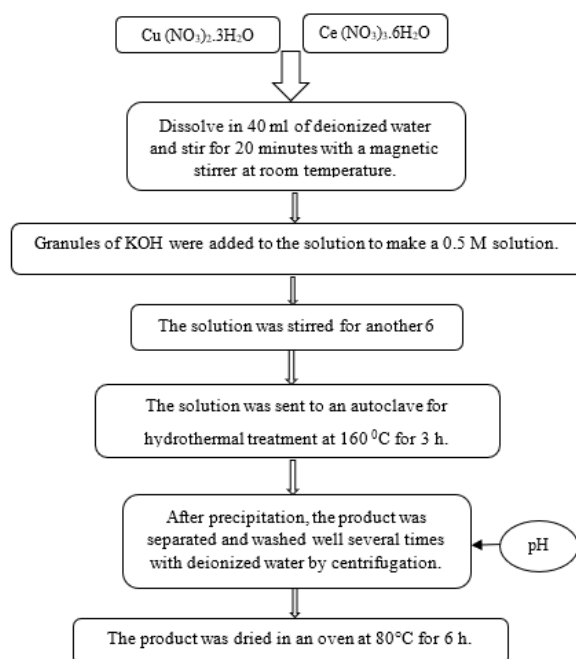 Cu (NO₃)₂.3H₂O
Ce (NO₃)₃.6H₂O
Dissolve in 40 ml of deionized water
and stir for 20 minutes with a magnetic
stirrer at room temperature.
Granules of KOH were added to the solution to make a 0.5 M solution.
The solution was stirred for another 6
The solution was sent to an autoclave for
hydrothermal treatment at 160 ⁰C for 3 h.
After precipitation, the product was
separated and washed well several times
with deionized water by centrifugation.
pH
The product was dried in an oven at 80°C for 6 h.